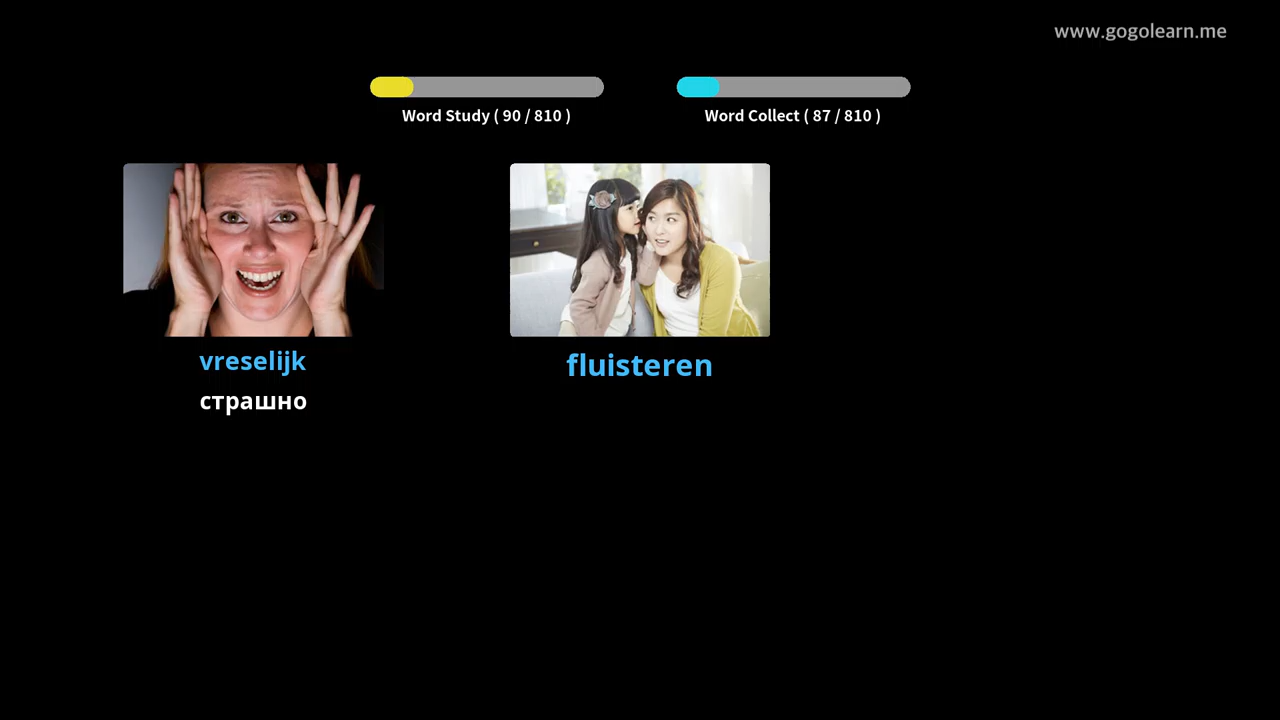 www.gogolearn.me
Word Study ( 90 / 810 )
Word Collect ( 87 / 810 )
vreselijk
страшно
fluisteren